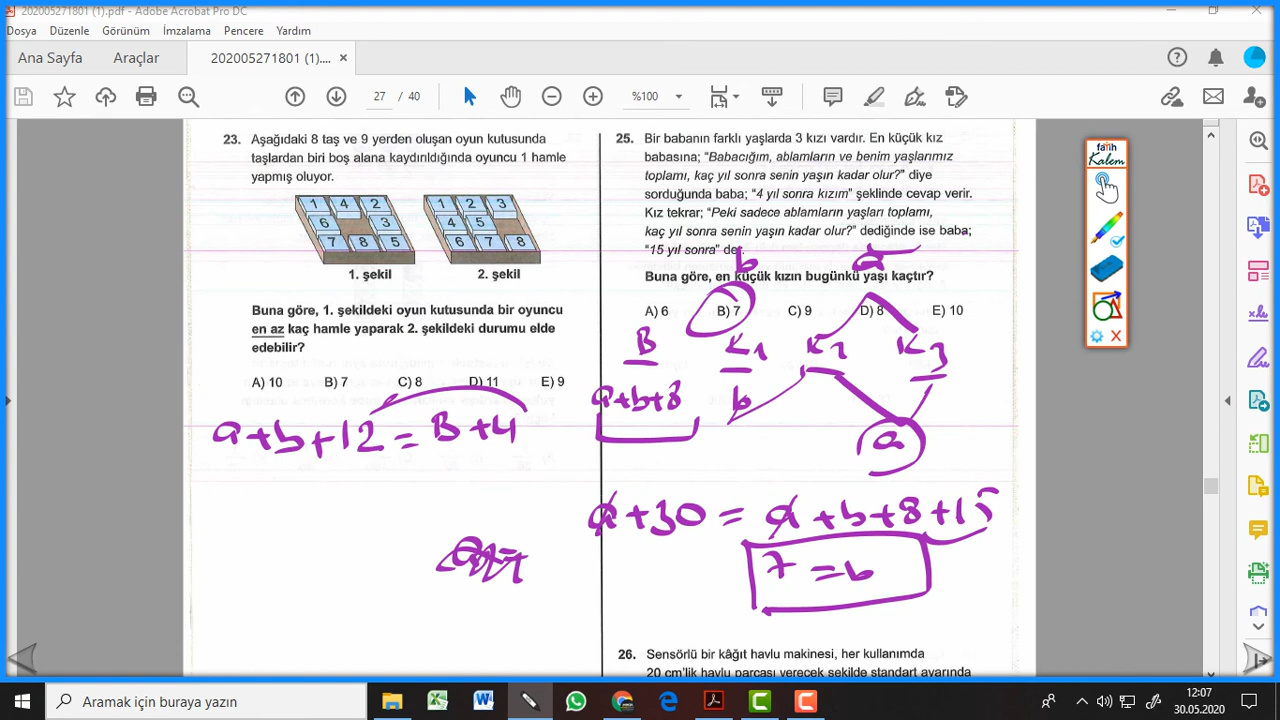 202005271801 (1).pdf - Adobe Acrobat Pro DC
Dosya Düzenle Görünüm İmzalama Pencere Yardım
Ana Sayfa Araçlar 202005271801 (1).... ×
27 / 40 %100
23. Aşağıdaki 8 taş ve 9 yerden oluşan oyun kutusunda
taşlardan biri boş alana kaydırıldığında oyuncu 1 hamle
yapmış oluyor.
1 4 2
6 3
7 8 5
1 2 3
4 5
6 7 8
1. şekil 2. şekil
Buna göre, 1. şekildeki oyun kutusunda bir oyuncu
en az kaç hamle yaparak 2. şekildeki durumu elde
edebilir?
A) 10 B) 7 C) 8 D) 11 E) 9
a+b+12=B+4
25. Bir babanın farklı yaşlarda 3 kızı vardır. En küçük kız
babasına; “Babacığım, ablamların ve benim yaşlarımız
toplamı, kaç yıl sonra senin yaşın kadar olur?” diye
sorduğunda baba; “4 yıl sonra kızım” şeklinde cevap verir.
Kız tekrar; “Peki sadece ablamların yaşları toplamı,
kaç yıl sonra senin yaşın kadar olur?” dediğinde ise baba;
“15 yıl sonra” der.
b a
Buna göre, en küçük kızın bugünkü yaşı kaçtır?
A) 6 B) 7 C) 9 D) 8 E) 10
B K1 K2 K3
a+b+8 b
a
a+30 = a+b+8+15
7=b
26. Sensörlü bir kâğıt havlu makinesi, her kullanımda
20 cm'lik havlu parçası verecek şekilde standart ayarında
fatih
Kalem
Aramak için buraya yazın
12:07
30.05.2020